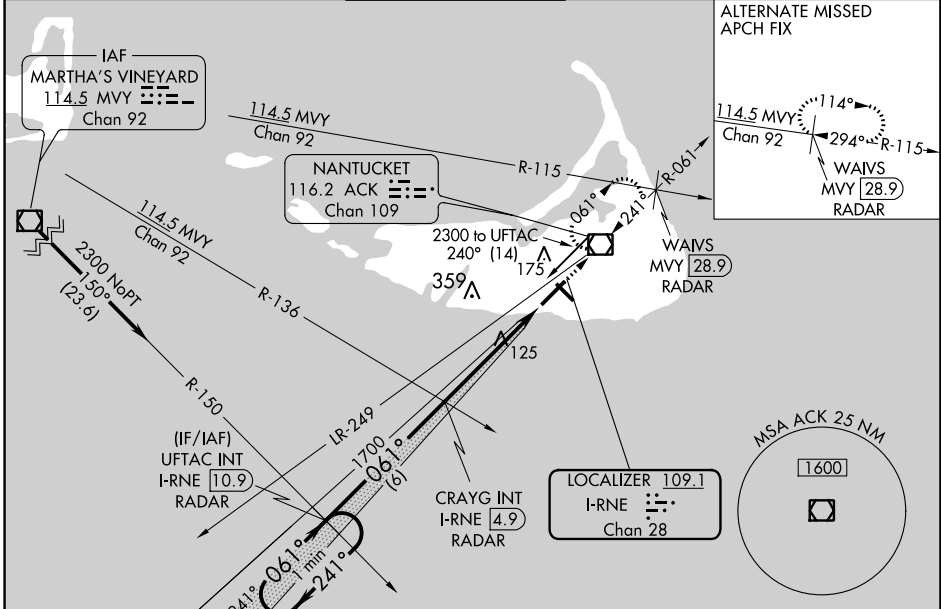 IAF
MARTHA'S VINEYARD
114.5 MVY
Chan 92
114.5 MVY
Chan 92
R-115
R-061
NANTUCKET
116.2 ACK
Chan 109
061°
241°
2300 to UFTAC
240° (14)
175
359
125
WAIVS
MVY 28.9
RADAR
ALTERNATE MISSED
APCH FIX
114.5 MVY
Chan 92
114°
294°
R-115
WAIVS
MVY 28.9
RADAR
114.5 MVY
Chan 92
R-136
2300 NoPT
150°
(23.6)
R-150
LR-249
(IF/IAF)
UFTAC INT
I-RNE 10.9
RADAR
1700
061°
(6)
CRAYG INT
I-RNE 4.9
RADAR
LOCALIZER 109.1
I-RNE
Chan 28
MSA ACK 25 NM
1600
061°
1 min
241°
241°